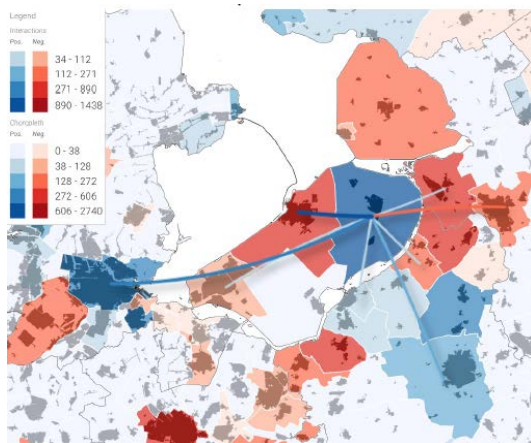 Legend
Interactions
Pos. Neg.
34 - 112
112 - 271
271 - 890
890 - 1438
Choropleth
Pos. Neg.
0 - 38
38 - 128
128 - 272
272 - 606
606 - 2740